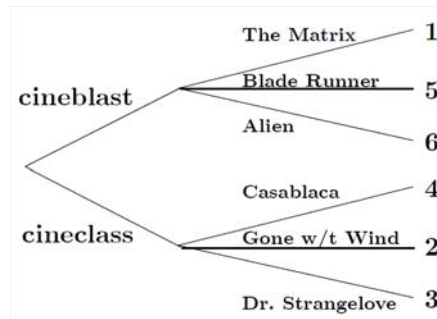 The Matrix 1
cineblast Blade Runner 5
Alien 6
Casablaca 4
cineclass Gone w/t Wind 2
Dr. Strangelove 3